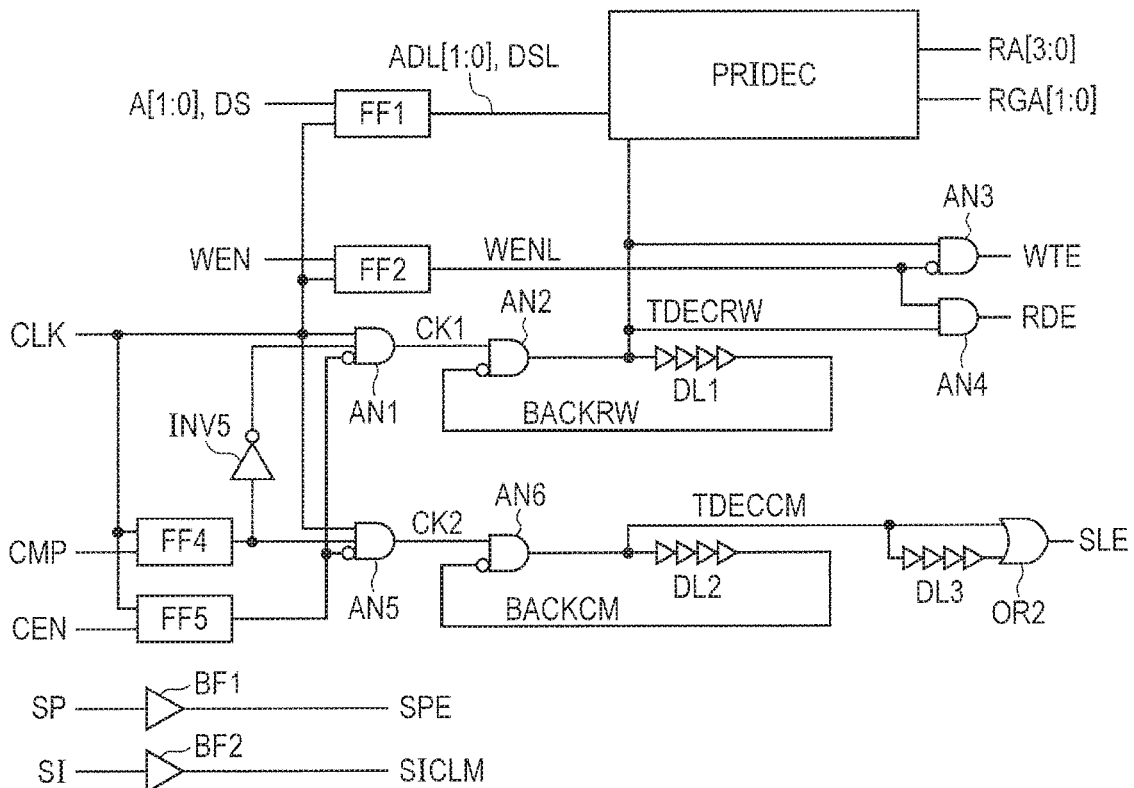 PRIDEC
RA[3:0]
RGA[1:0]
ADL[1:0], DSL
A[1:0], DS
FF1
AN3
WEN
FF2
WENL
WTE
AN2
TDECRW
RDE
CLK
CK1
AN4
AN1
DL1
BACKRW
INV5
AN6
TDECCM
CK2
FF4
CMP
SLE
DL2
DL3
AN5
BACKCM
OR2
CEN
FF5
BF1
SP
SPE
BF2
SI
SICLM